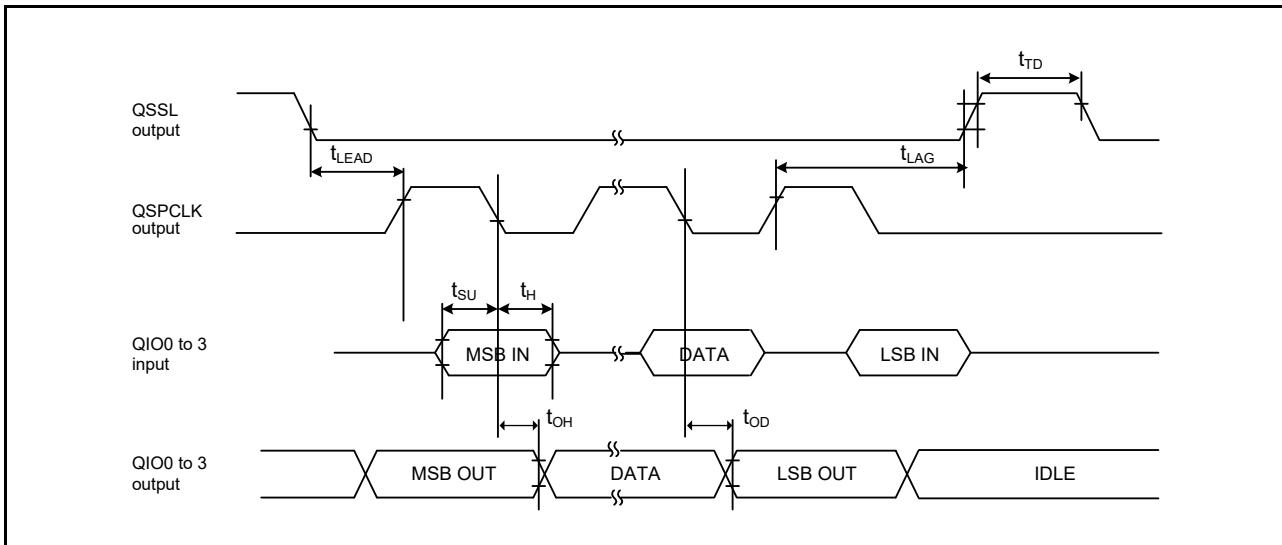 tTD
QSSL
output
tLEAD
tLAG
QSPCLK
output
tSU
tH
QIO0 to 3
input
MSB IN
DATA
LSB IN
tOH
tOD
QIO0 to 3
output
MSB OUT
DATA
LSB OUT
IDLE